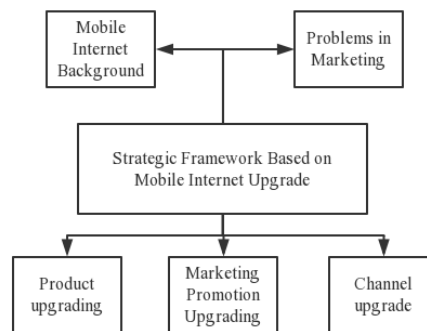 Mobile
Internet
Background
Problems in
Marketing
Strategic Framework Based on
Mobile Internet Upgrade
Product
upgrading
Marketing
Promotion
Upgrading
Channel
upgrade